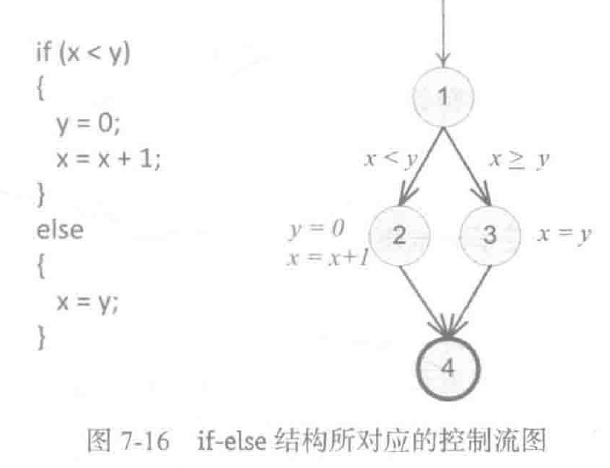 if (x < y)
{
y = 0;
x = x + 1;
}
else
{
x = y;
}
1
x < y
x ≥ y
y = 0
x = x+1
2
3
x = y
4
图 7-16 if-else 结构所对应的控制流图